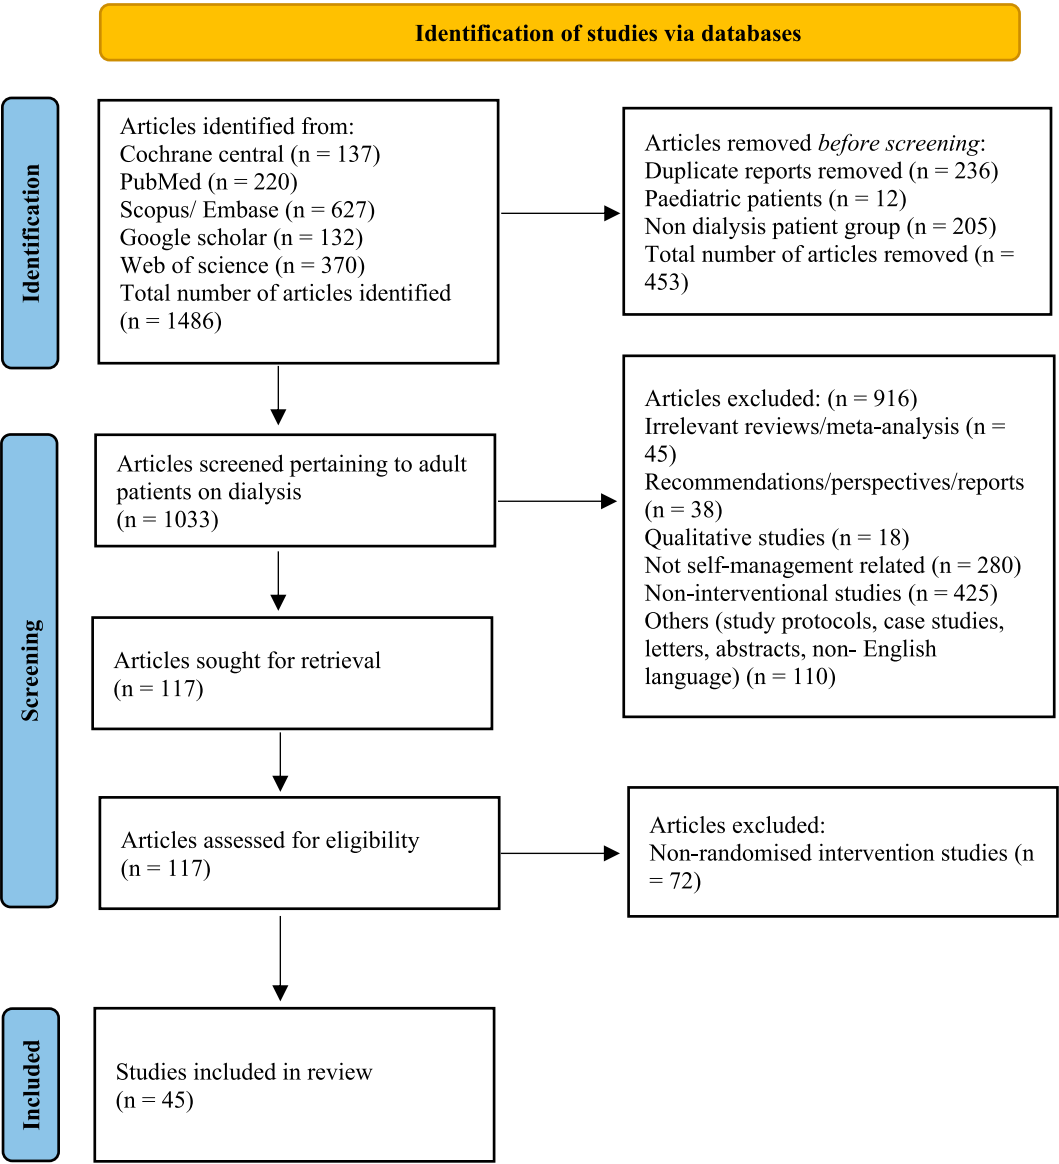 Identification of studies via databases
Identification
Articles identified from:
Cochrane central (n = 137)
PubMed (n = 220)
Scopus/ Embase (n = 627)
Google scholar (n = 132)
Web of science (n = 370)
Total number of articles identified
(n = 1486)
Articles removed before screening:
Duplicate reports removed (n = 236)
Paediatric patients (n = 12)
Non dialysis patient group (n = 205)
Total number of articles removed (n =
453)
Screening
Articles screened pertaining to adult
patients on dialysis
(n = 1033)
Articles excluded: (n = 916)
Irrelevant reviews/meta-analysis (n =
45)
Recommendations/perspectives/reports
(n = 38)
Qualitative studies (n = 18)
Not self-management related (n = 280)
Non-interventional studies (n = 425)
Others (study protocols, case studies,
letters, abstracts, non- English
language) (n = 110)
Articles sought for retrieval
(n = 117)
Articles assessed for eligibility
(n = 117)
Articles excluded:
Non-randomised intervention studies (n
= 72)
Included
Studies included in review
(n = 45)